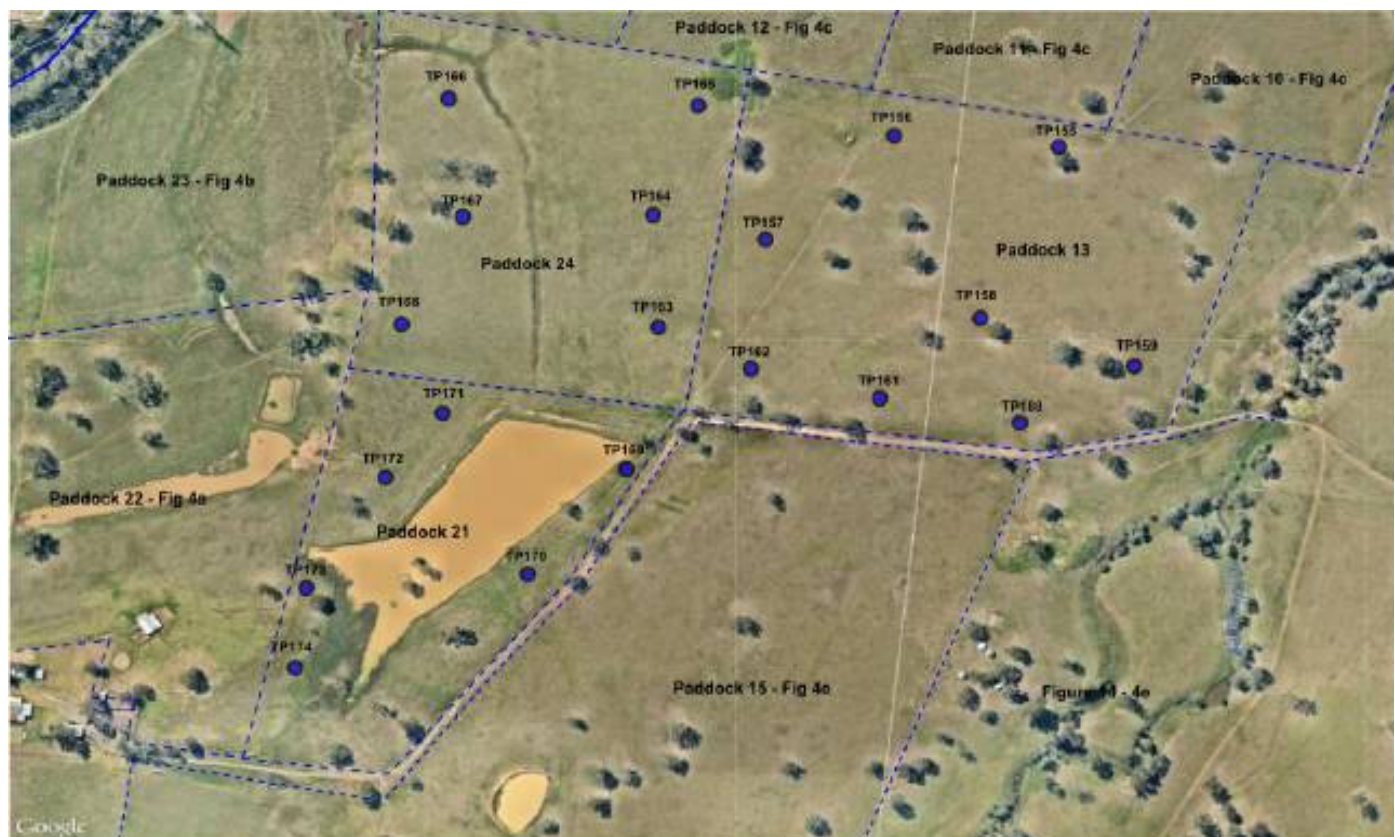 Paddock 12 - Fig 4c
Paddock 11 - Fig 4c
Paddock 10 - Fig 4c
TP166
TP165
TP156
TP155
Paddock 23 - Fig 4b
TP167
TP164
TP157
Paddock 24
Paddock 13
TP168
TP163
TP158
TP162
TP159
TP161
TP171
TP160
TP169
TP172
Paddock 22 - Fig 4a
Paddock 21
TP170
TP173
TP174
Paddock 15 - Fig 4e
Figure 14 - 4e
Google